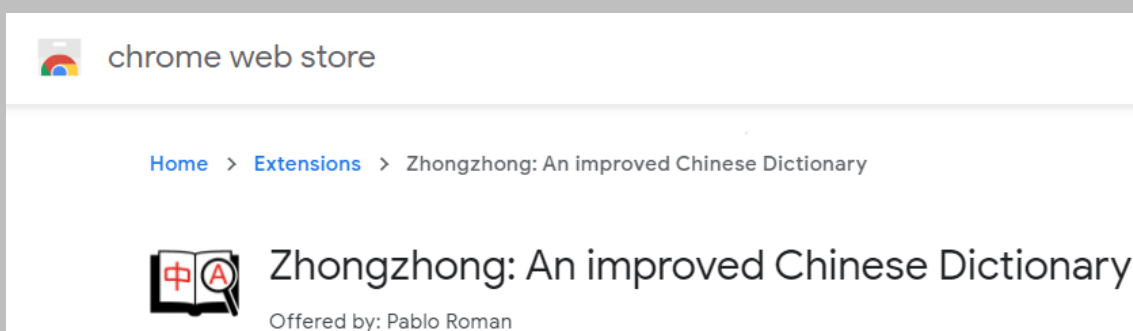 chrome web store
Home > Extensions > Zhongzhong: An improved Chinese Dictionary
中 A
Zhongzhong: An improved Chinese Dictionary
Offered by: Pablo Roman